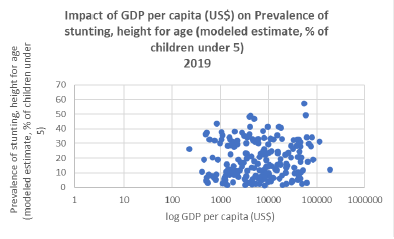 Impact of GDP per capita (US$) on Prevalence of
stunting, height for age (modeled estimate, % of
children under 5)
2019
Prevalence of stunting, height for age
(modeled estimate, % of children under
5)
70
60
50
40
30
20
10
0
1
10
100
1000
10000
100000
1000000
log GDP per capita (US$)